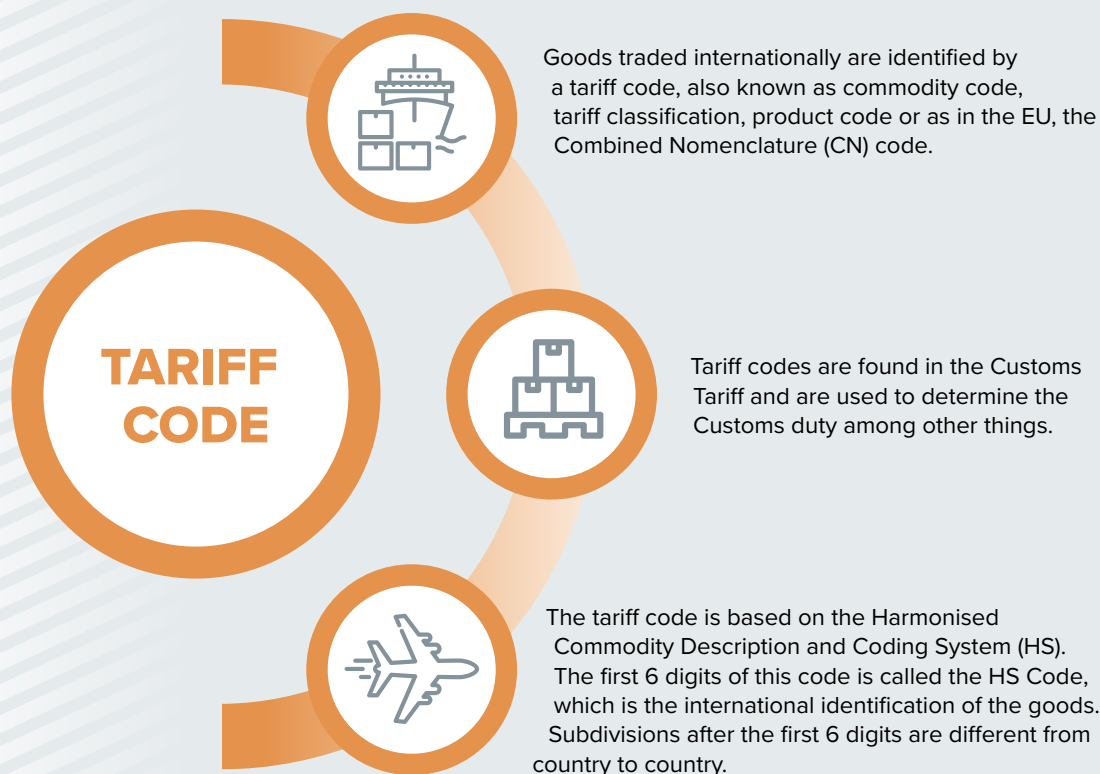 TARIFF
CODE
Goods traded internationally are identified by
a tariff code, also known as commodity code,
tariff classification, product code or as in the EU, the
Combined Nomenclature (CN) code.
Tariff codes are found in the Customs
Tariff and are used to determine the
Customs duty among other things.
The tariff code is based on the Harmonised
Commodity Description and Coding System (HS).
The first 6 digits of this code is called the HS Code,
which is the international identification of the goods.
Subdivisions after the first 6 digits are different from
country to country.